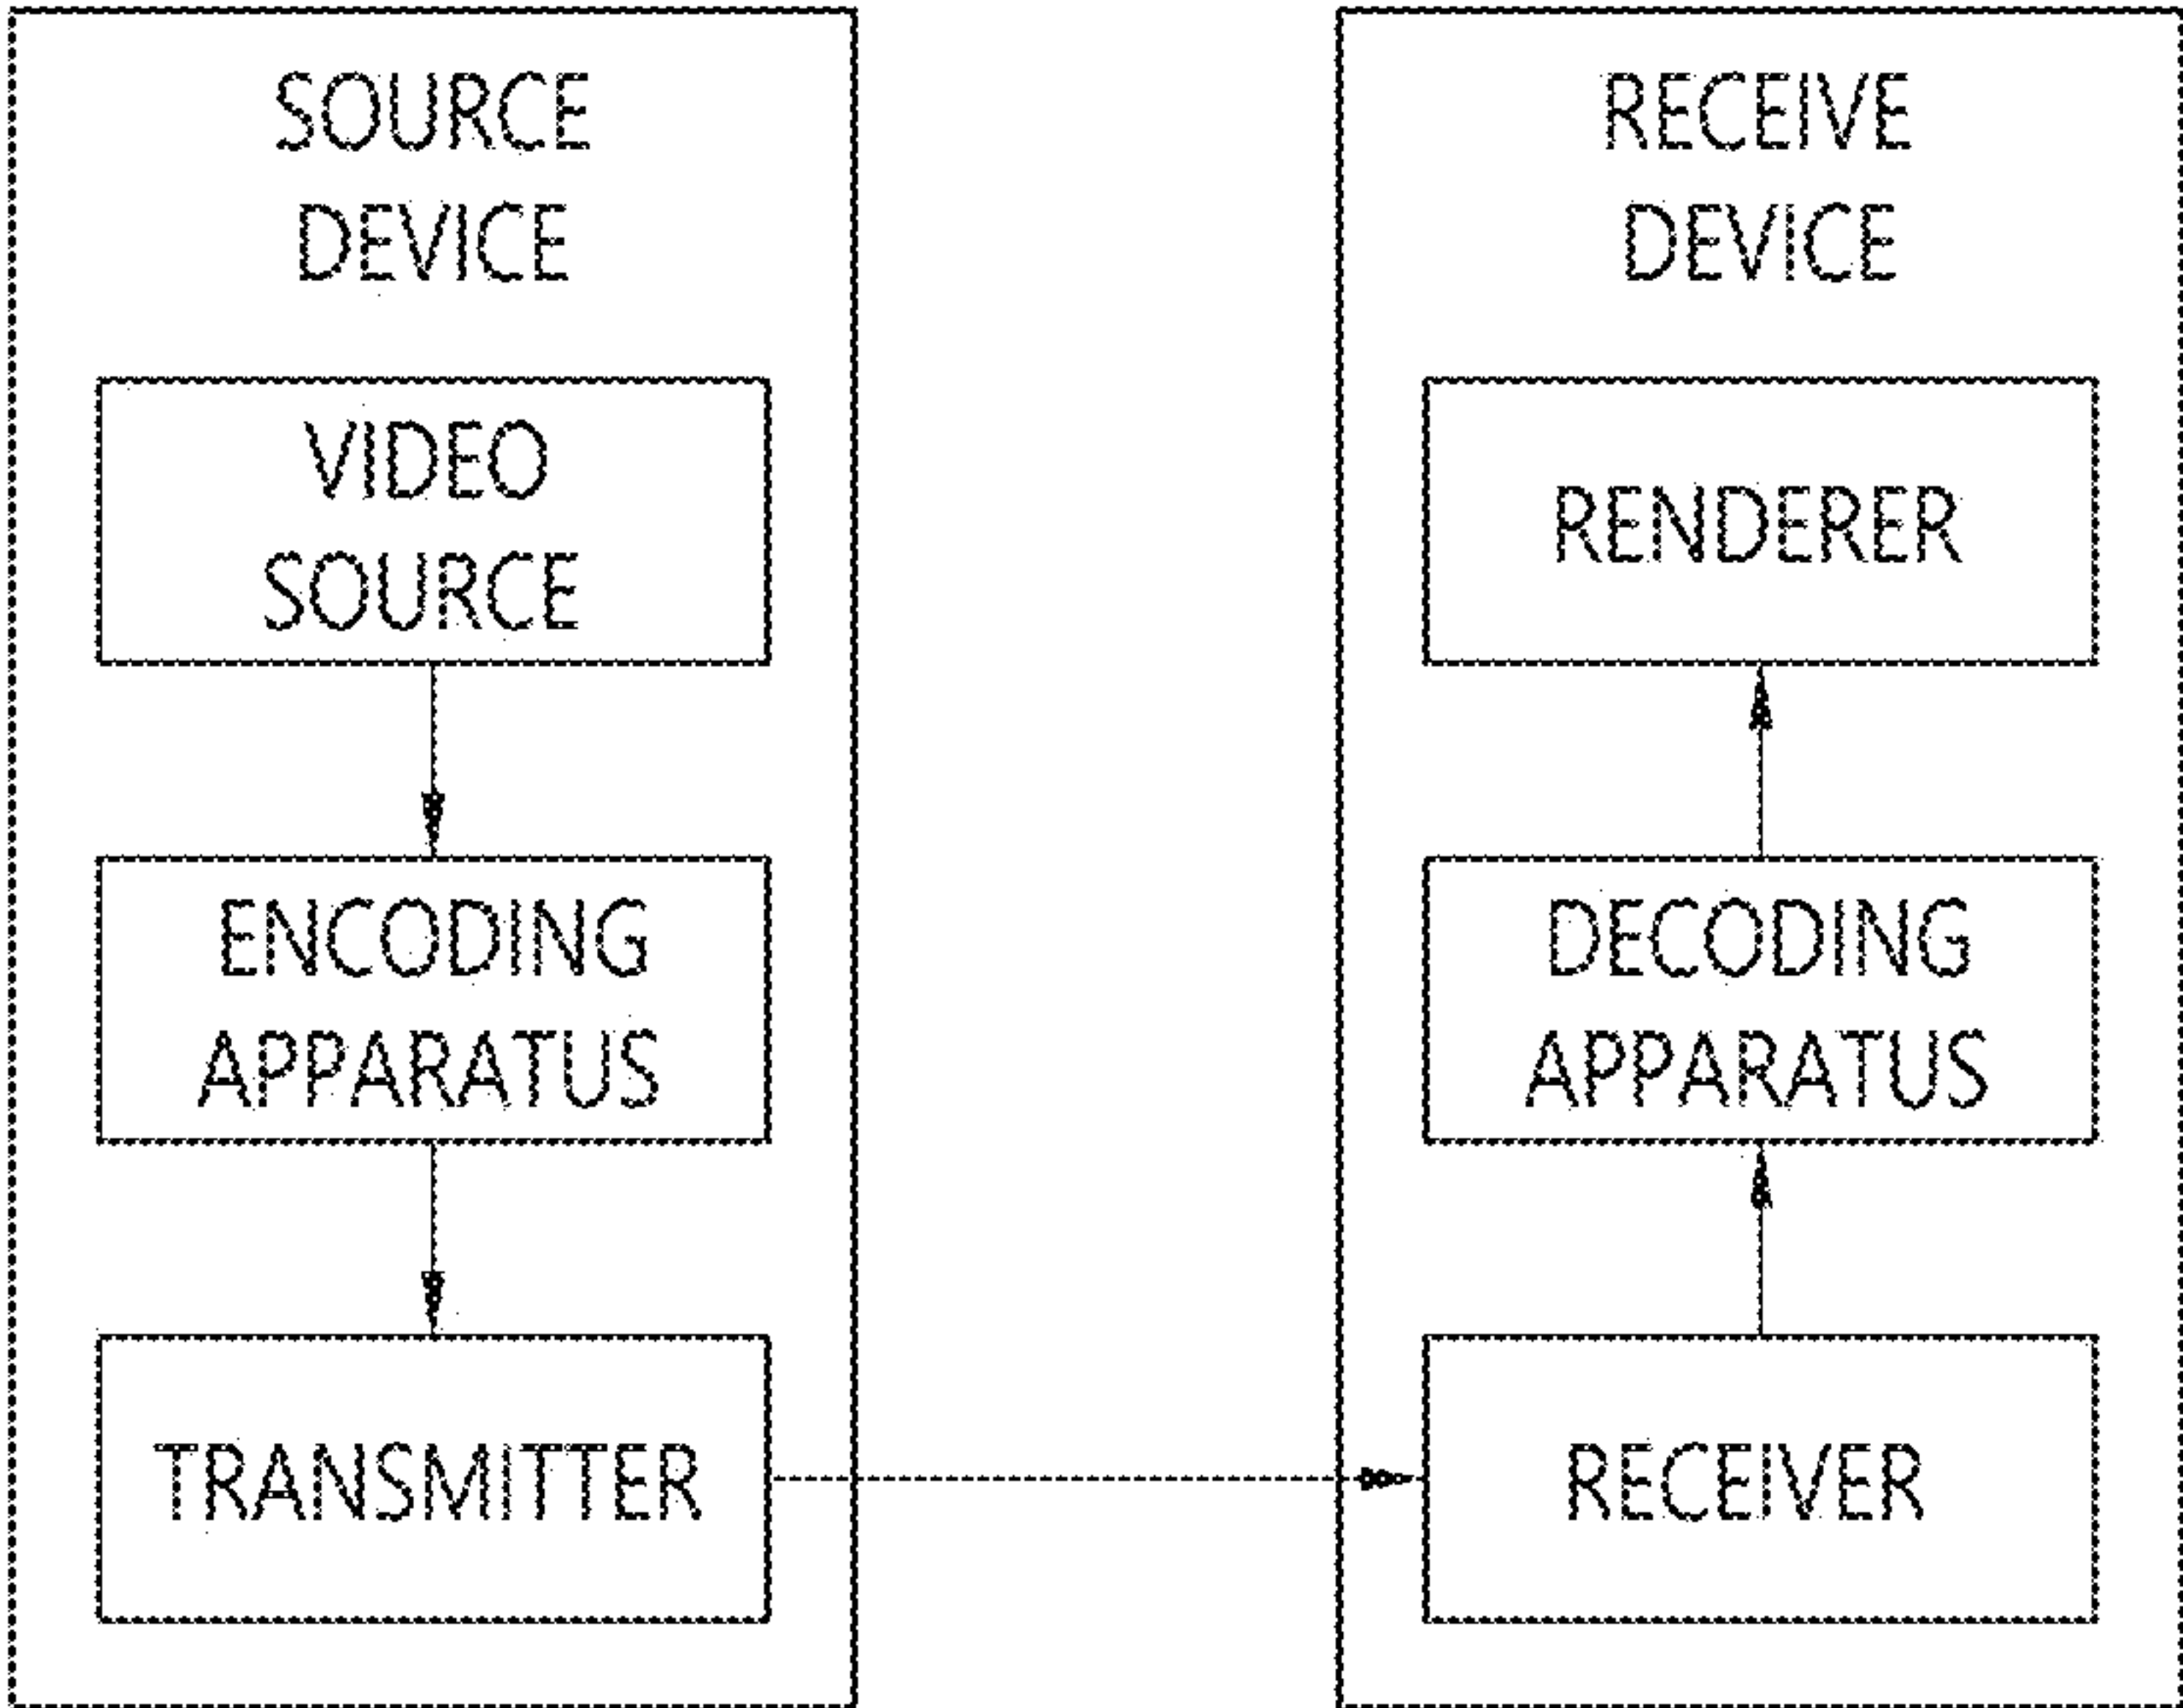 SOURCE
DEVICE
VIDEO
SOURCE
ENCODING
APPARATUS
TRANSMITTER
RECEIVE
DEVICE
RENDERER
DECODING
APPARATUS
RECEIVER